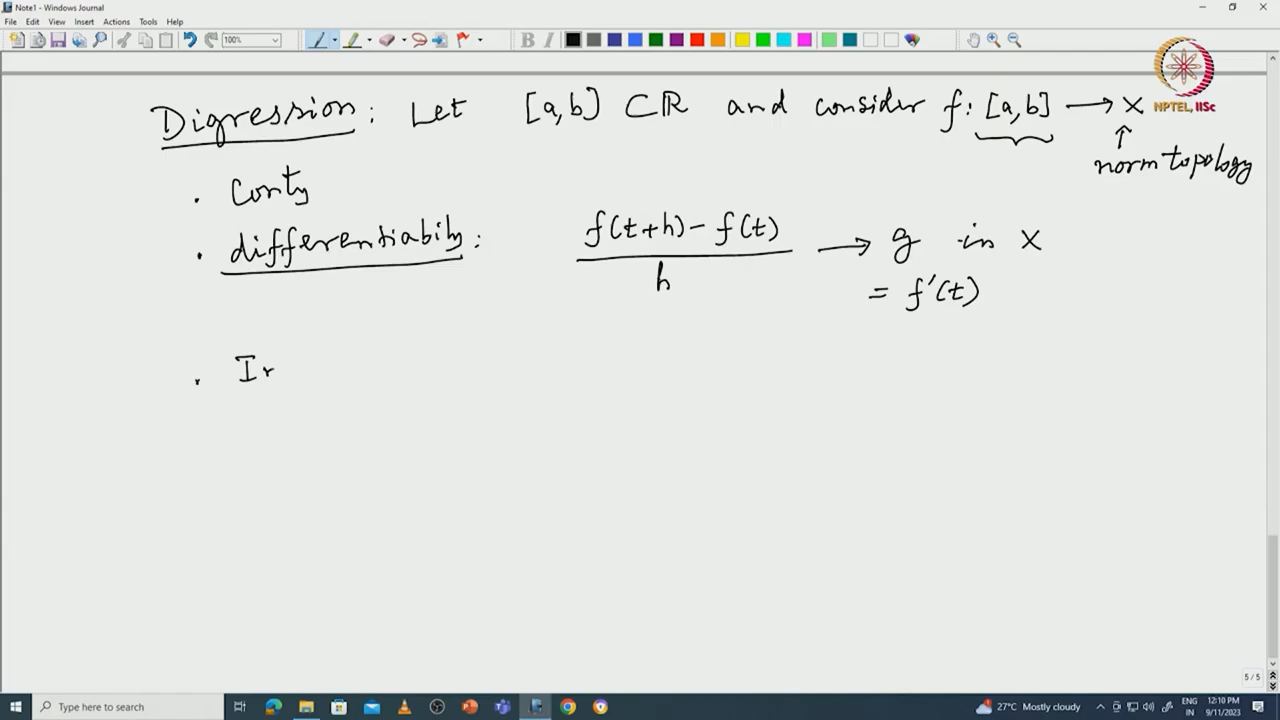 Note1 - Windows Journal
File Edit View Insert Actions Tools Help
100%
Digression: Let [a,b] ⊂ ℝ and consider f: [a,b] ⟶ X
NPTEL, IISc
↑
norm topology
. Conty
. differentiability: f(t+h) - f(t) / h ⟶ g in X
= f'(t)
. In
5 / 5
Type here to search
27°C Mostly cloudy
ENG
IN
12:10 PM
9/11/2023